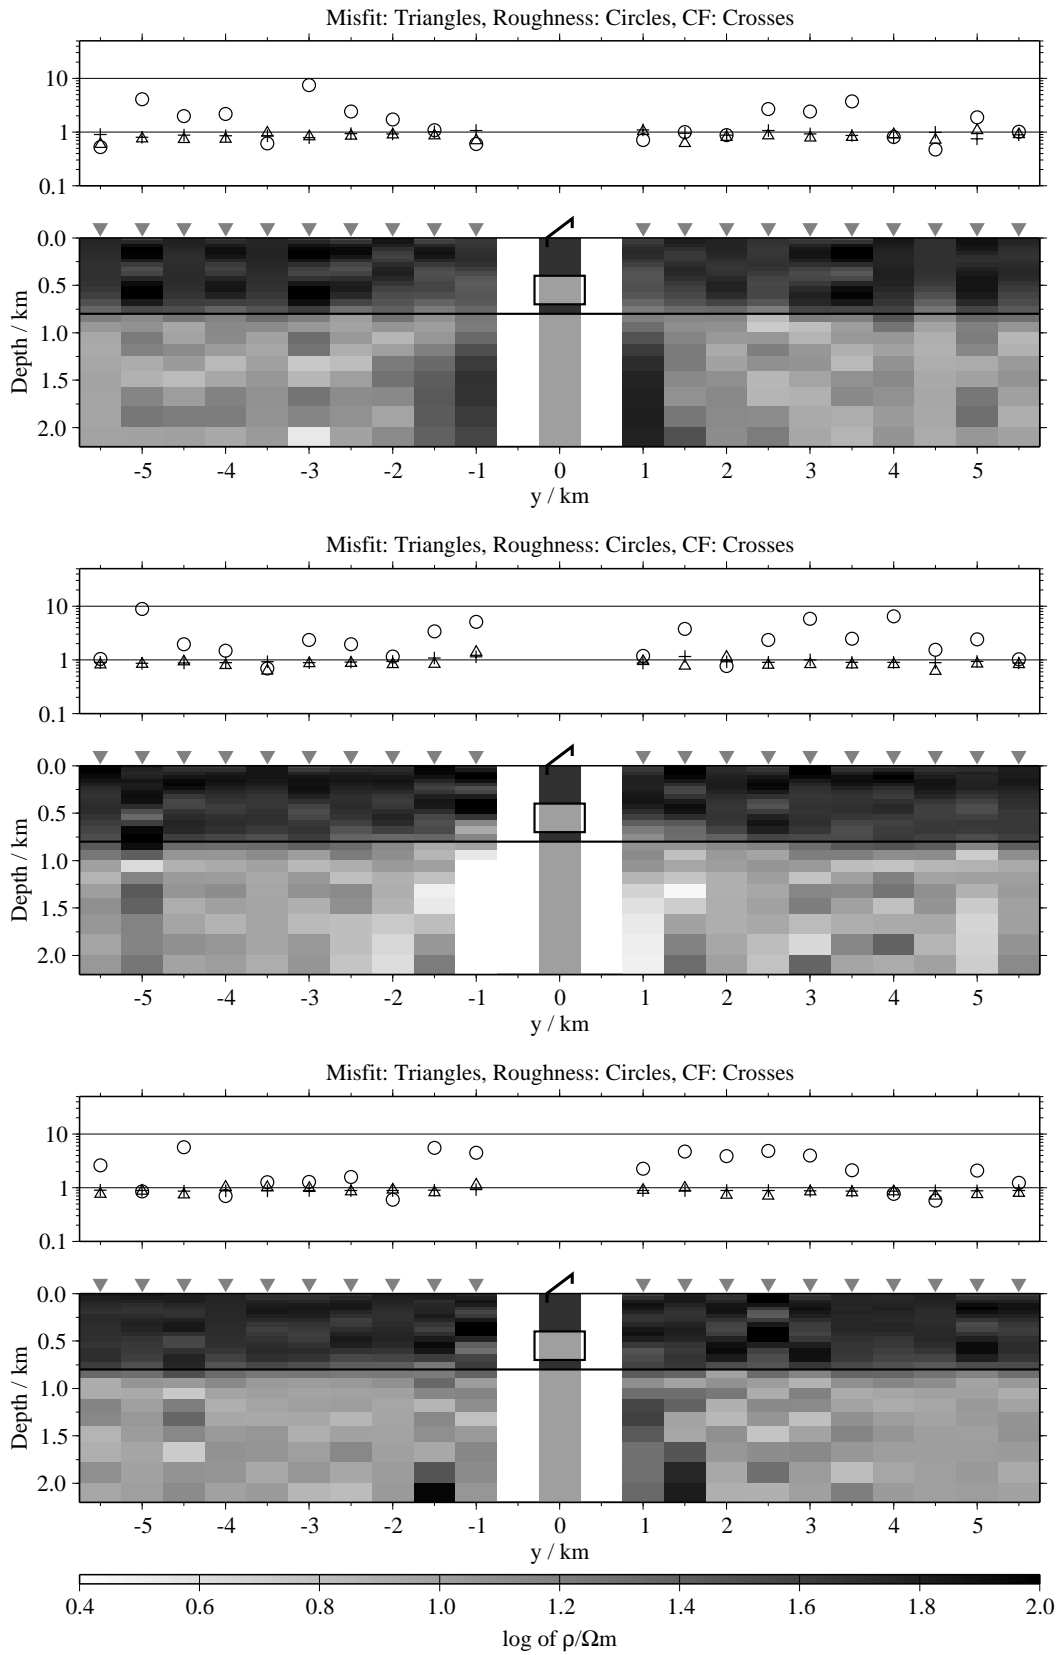 Misfit: Triangles, Roughness: Circles, CF: Crosses
10
1
0.1
0.0
0.5
1.0
1.5
2.0
Depth / km
-5 -4 -3 -2 -1 0 1 2 3 4 5
y / km
Misfit: Triangles, Roughness: Circles, CF: Crosses
10
1
0.1
0.0
0.5
1.0
1.5
2.0
Depth / km
-5 -4 -3 -2 -1 0 1 2 3 4 5
y / km
Misfit: Triangles, Roughness: Circles, CF: Crosses
10
1
0.1
0.0
0.5
1.0
1.5
2.0
Depth / km
-5 -4 -3 -2 -1 0 1 2 3 4 5
y / km
0.4 0.6 0.8 1.0 1.2 1.4 1.6 1.8 2.0
log of ρ/Ωm